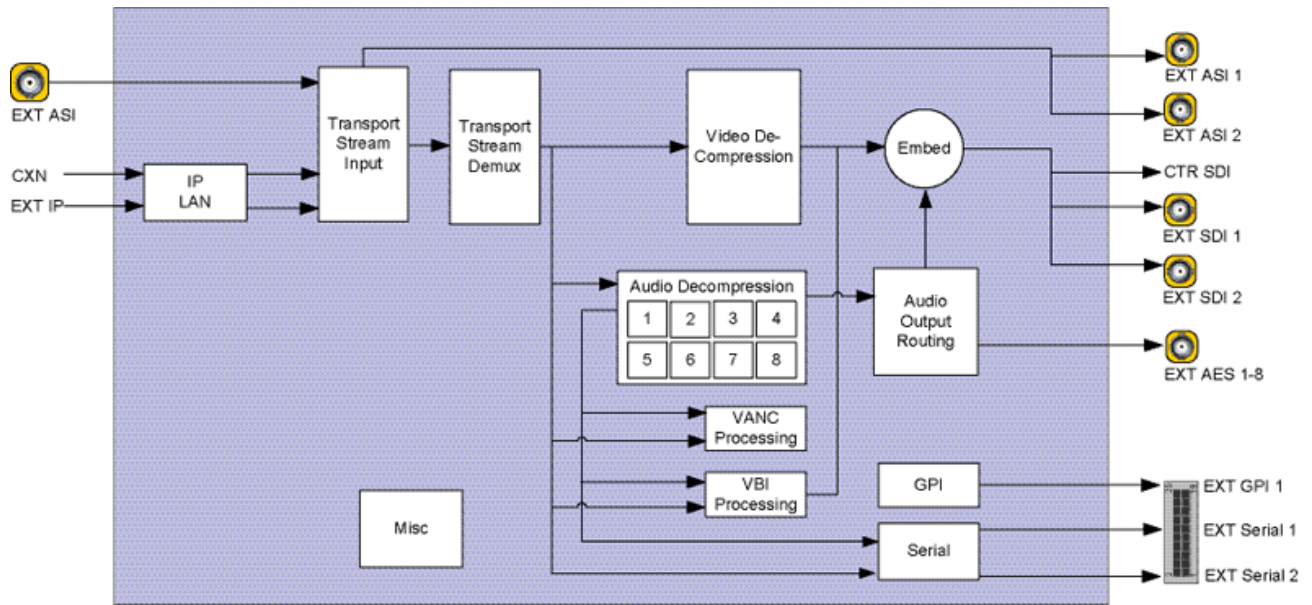 EXT ASI
CXN
EXT IP
IP
LAN
Transport
Stream
Input
Transport
Stream
Demux
Video De-
Compression
Embed
Audio Decompression
1 2 3 4
5 6 7 8
Audio
Output
Routing
VANC
Processing
VBI
Processing
GPI
Serial
Misc
EXT ASI 1
EXT ASI 2
CTR SDI
EXT SDI 1
EXT SDI 2
EXT AES 1-8
EXT GPI 1
EXT Serial 1
EXT Serial 2